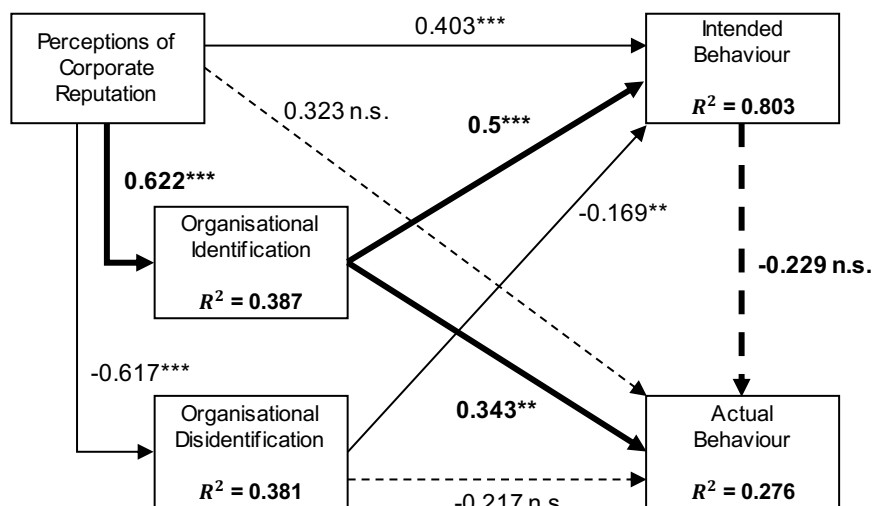 Perceptions of
Corporate
Reputation
0.403***
Intended
Behaviour
R² = 0.803
0.323 n.s.
0.5***
0.622***
-0.169**
Organisational
Identification
R² = 0.387
-0.229 n.s.
-0.617***
0.343**
Organisational
Disidentification
R² = 0.381
Actual
Behaviour
R² = 0.276
-0.217 n.s.